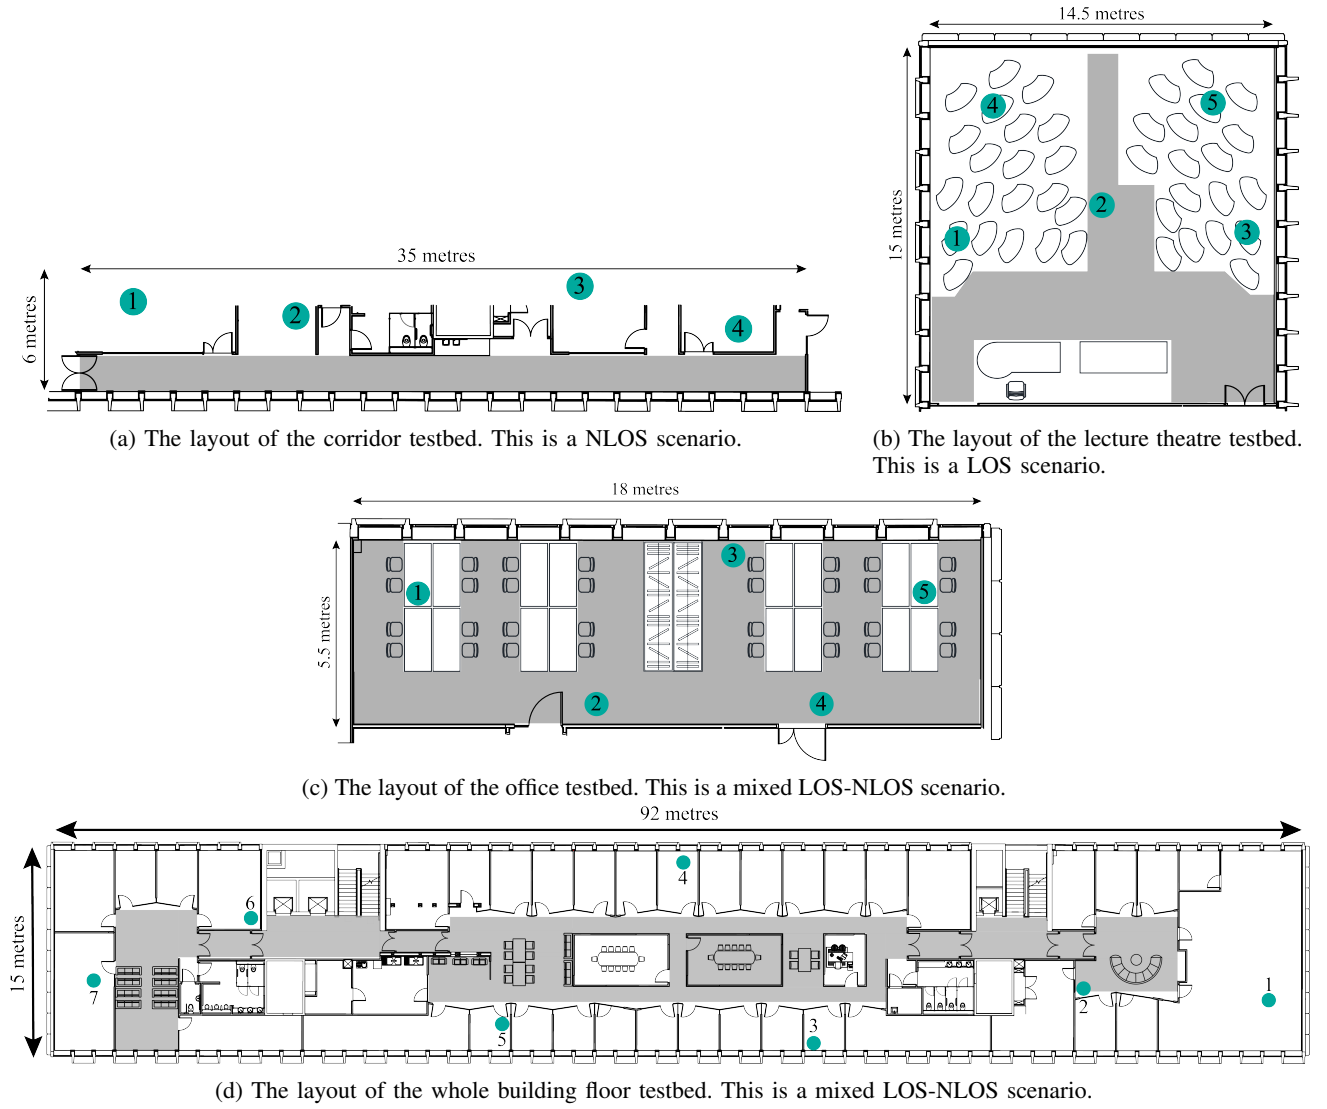 14.5 metres
15 metres
4
5
2
1
3
35 metres
6 metres
1
2
3
4
(a) The layout of the corridor testbed. This is a NLOS scenario.
(b) The layout of the lecture theatre testbed.
This is a LOS scenario.
18 metres
5.5 metres
3
1
5
2
4
(c) The layout of the office testbed. This is a mixed LOS-NLOS scenario.
92 metres
15 metres
4
6
7
1
2
3
5
(d) The layout of the whole building floor testbed. This is a mixed LOS-NLOS scenario.